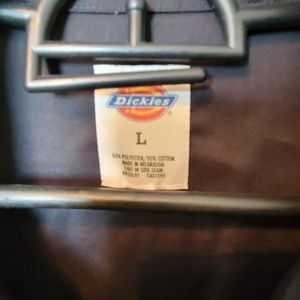 Dickies
L
65% POLYESTER/35% COTTON
MADE IN NICARAGUA
CARE IN SIDE SEAM